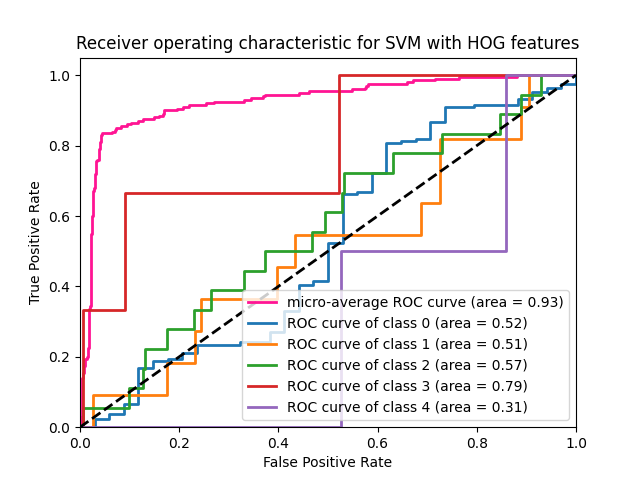 Receiver operating characteristic for SVM with HOG features
True Positive Rate
1.0
0.8
0.6
0.4
0.2
0.0
micro-average ROC curve (area = 0.93)
ROC curve of class 0 (area = 0.52)
ROC curve of class 1 (area = 0.51)
ROC curve of class 2 (area = 0.57)
ROC curve of class 3 (area = 0.79)
ROC curve of class 4 (area = 0.31)
0.0 0.2 0.4 0.6 0.8 1.0
False Positive Rate